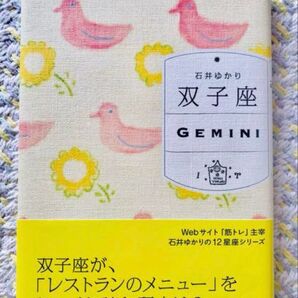 石井ゆかり
双子座
GEMINI
Webサイト「筋トレ」主宰
石井ゆかりの12星座シリーズ
双子座が、
「レストランのメニュー」を